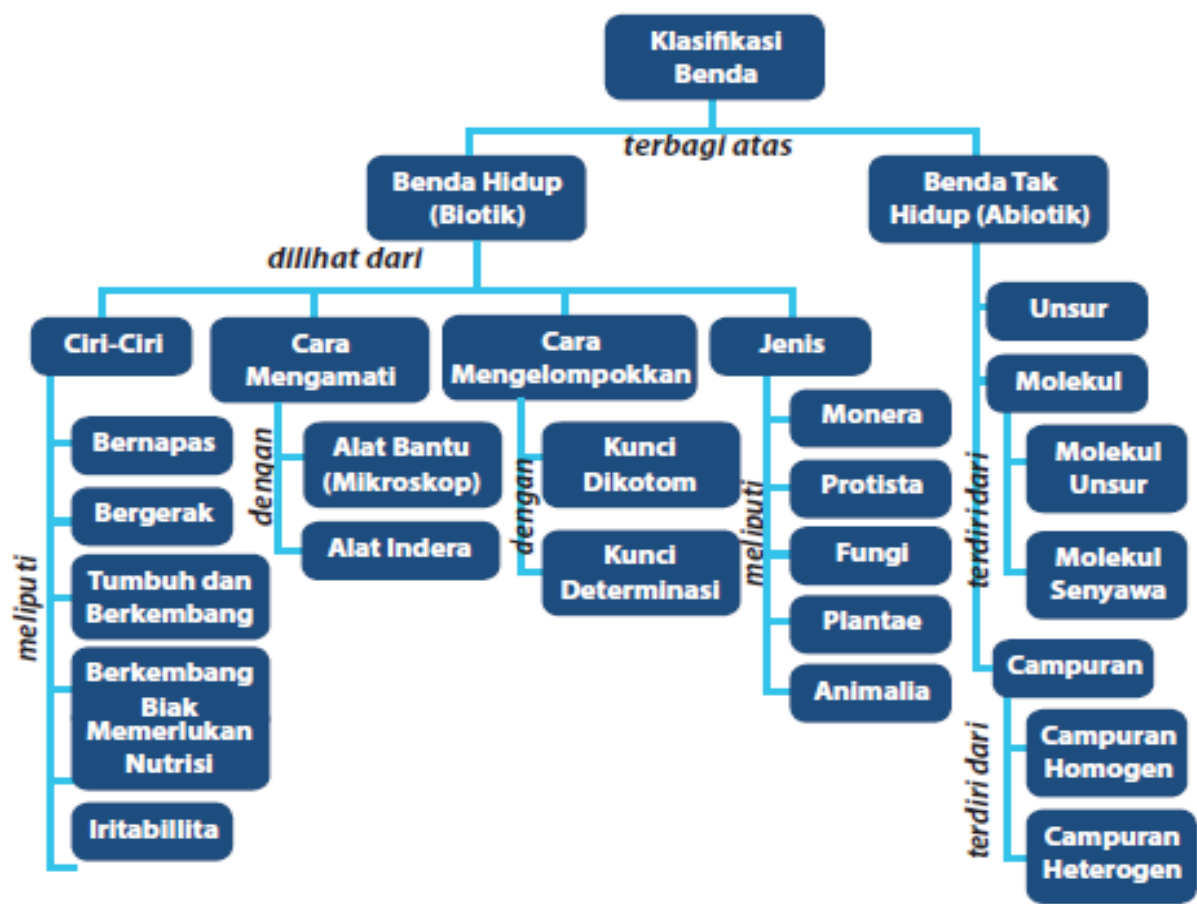 Klasifikasi
Benda
terbagi atas
Benda Hidup
(Biotik)
Benda Tak
Hidup (Abiotik)
dilihat dari
Ciri-Ciri
Cara
Mengamati
Cara
Mengelompokkan
Jenis
meliputi
Bernapas
Bergerak
Tumbuh dan
Berkembang
Berkembang
Biak
Memerlukan
Nutrisi
Iritabillita
dengan
Alat Bantu
(Mikroskop)
Alat Indera
dengan
Kunci
Dikotom
Kunci
Determinasi
meliputi
Monera
Protista
Fungi
Plantae
Animalia
terdiri dari
Unsur
Molekul
Molekul
Unsur
Molekul
Senyawa
Campuran
terdiri dari
Campuran
Homogen
Campuran
Heterogen